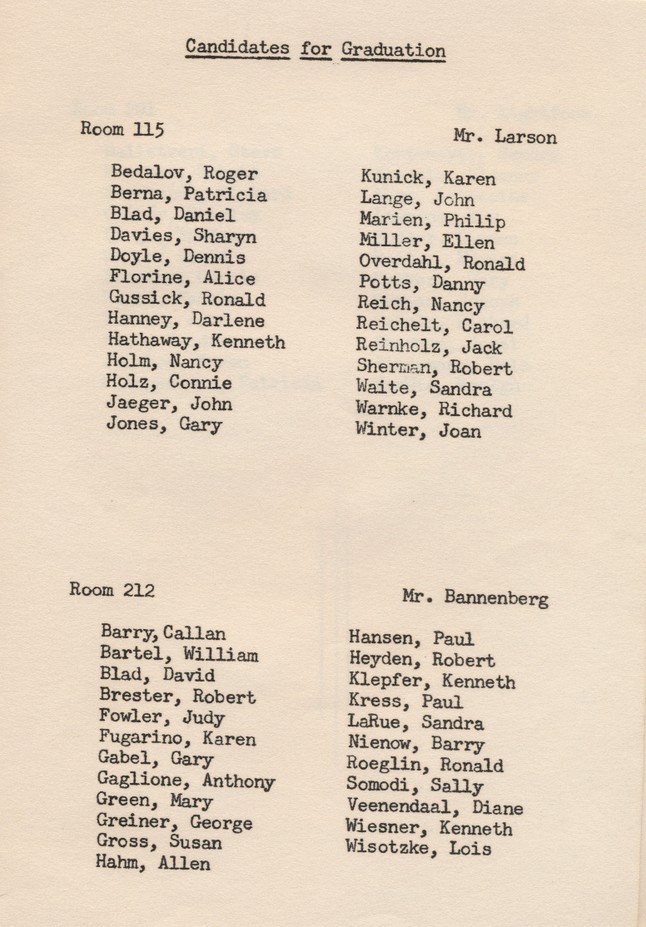 Candidates for Graduation
Room 115
Mr. Larson
Bedalov, Roger
Berna, Patricia
Blad, Daniel
Davies, Sharyn
Doyle, Dennis
Florine, Alice
Gussick, Ronald
Hanney, Darlene
Hathaway, Kenneth
Holm, Nancy
Holz, Connie
Jaeger, John
Jones, Gary
Kunick, Karen
Lange, John
Marien, Philip
Miller, Ellen
Overdahl, Ronald
Potts, Danny
Reich, Nancy
Reichelt, Carol
Reinholz, Jack
Sherman, Robert
Waite, Sandra
Warnke, Richard
Winter, Joan
Room 212
Mr. Bannenberg
Barry, Callan
Bartel, William
Blad, David
Brester, Robert
Fowler, Judy
Fugarino, Karen
Gabel, Gary
Gaglione, Anthony
Green, Mary
Greiner, George
Gross, Susan
Hahm, Allen
Hansen, Paul
Heyden, Robert
Klepfer, Kenneth
Kress, Paul
LaRue, Sandra
Nienow, Barry
Roeglin, Ronald
Somodi, Sally
Veenendaal, Diane
Wiesner, Kenneth
Wisotzke, Lois